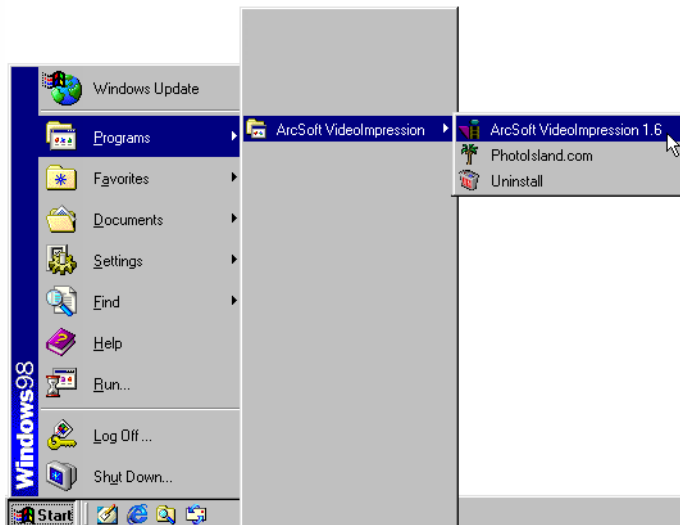 Windows Update
Programs
Favorites
Documents
Settings
Find
Help
Run...
Log Off...
Shut Down...
Windows98
Start
ArcSoft VideoImpression
ArcSoft VideoImpression 1.6
PhotoIsland.com
Uninstall